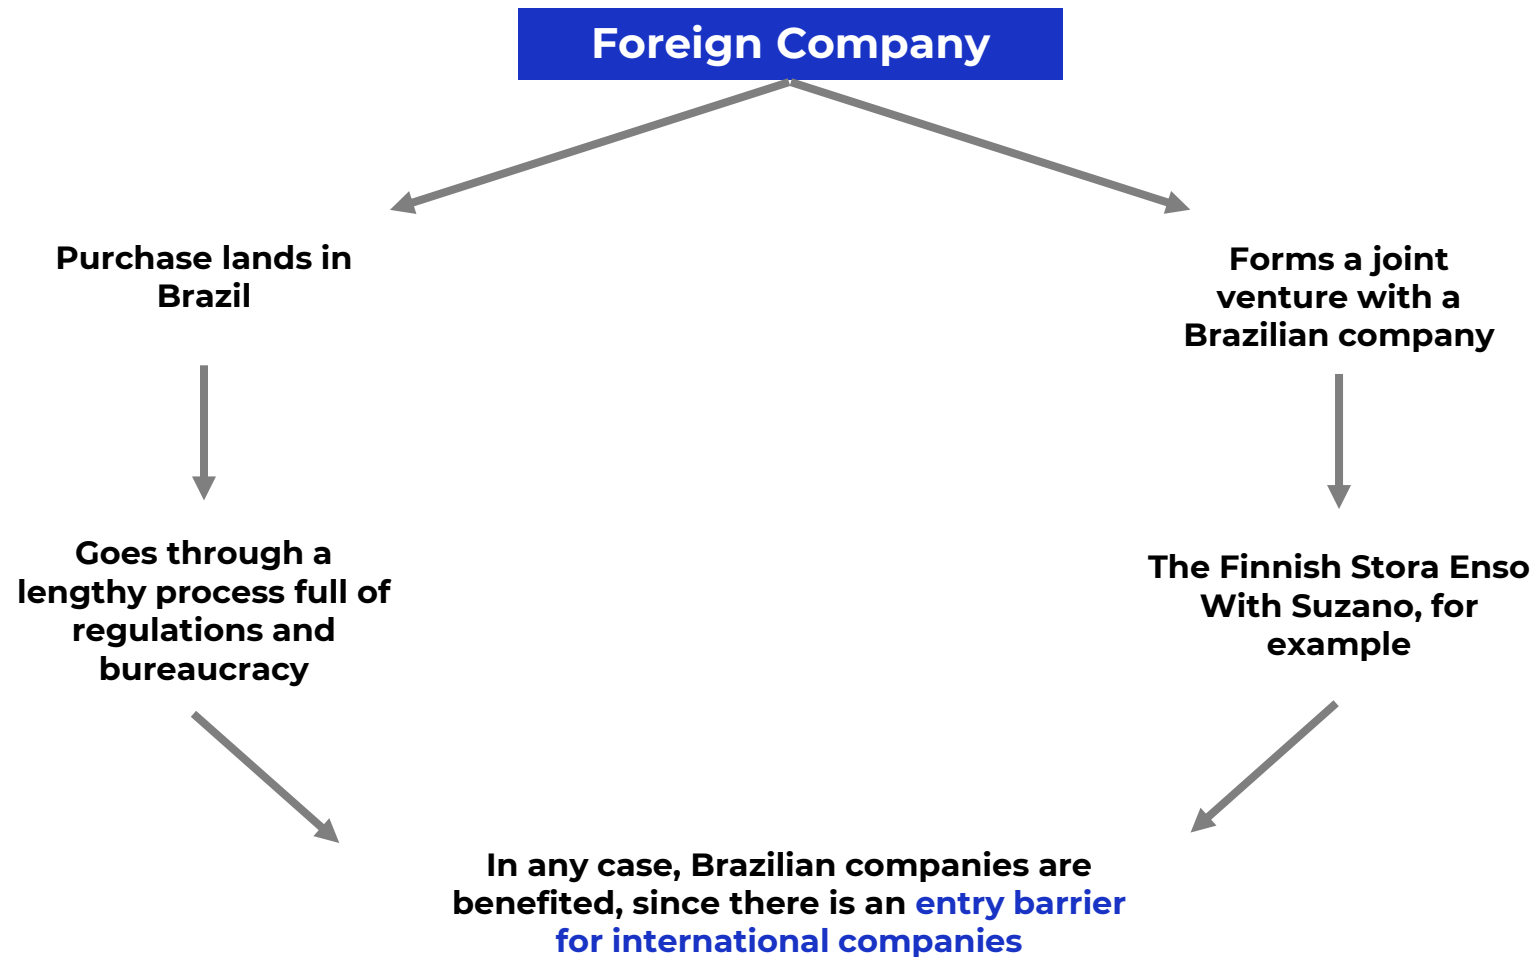 Foreign Company
Purchase lands in
Brazil
Forms a joint
venture with a
Brazilian company
Goes through a
lengthy process full of
regulations and
bureaucracy
The Finnish Stora Enso
With Suzano, for
example
In any case, Brazilian companies are
benefited, since there is an entry barrier
for international companies